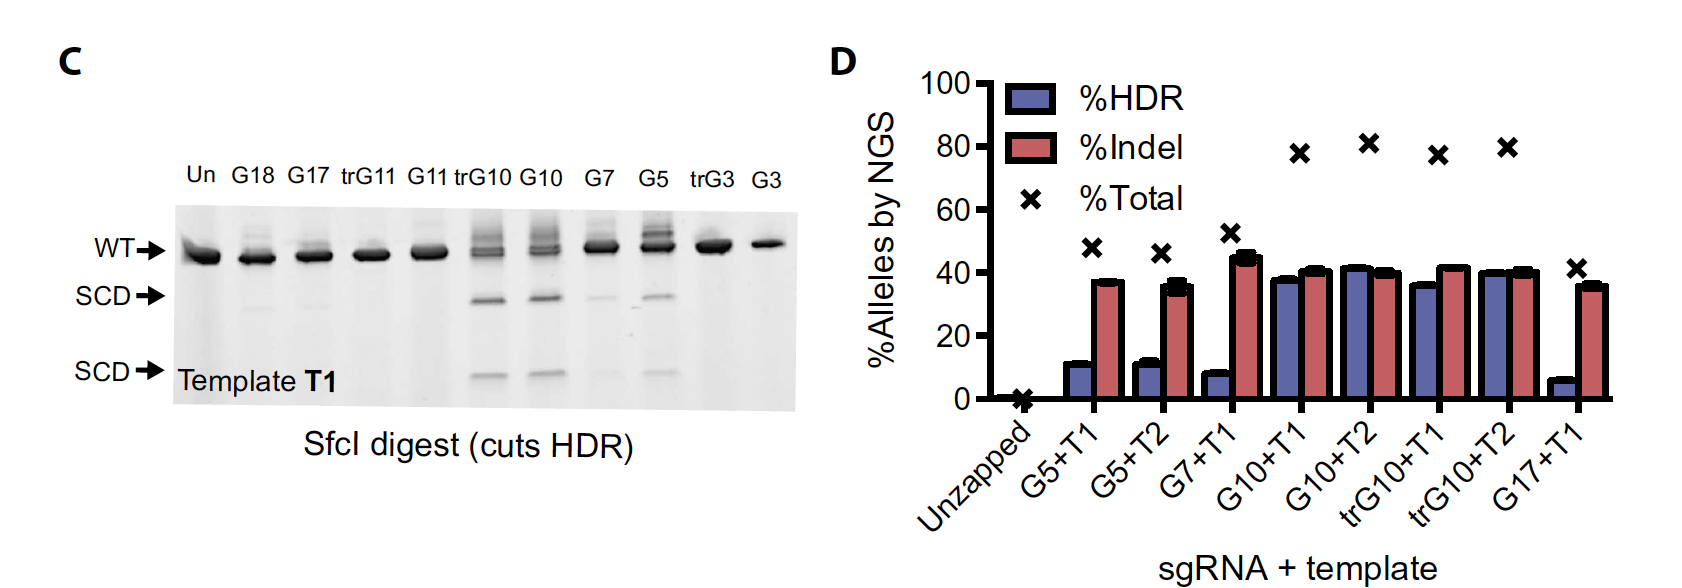 C
Un G18 G17 trG11 G11 trG10 G10 G7 G5 trG3 G3
WT
SCD
SCD
Template T1
SfcI digest (cuts HDR)
D
%Alleles by NGS
100
80
60
40
20
0
%HDR
%Indel
%Total
Unzapped
G5+T1
G5+T2
G7+T1
G10+T1
G10+T2
trG10+T1
trG10+T2
G17+T1
sgRNA + template